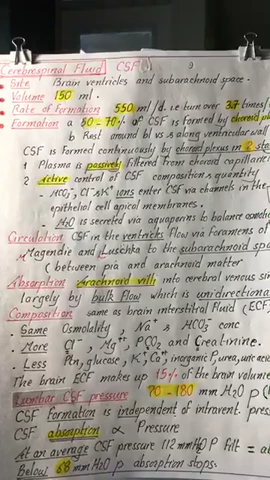 Cerebrospinal Fluid CSF 9
• Site Brain ventricles and subarachnoid space.
• Volume 150 ml.
• Rate of Formation 550 ml/d. i.e turn over 3.7 times/
• Formation a 50-70% of CSF is formed by choroid
b Rest around bl vs s along ventricular wall
CSF is formed continuously by choroid plexus in 2
1 Plasma is passively filtered from choroid
2 Active control of CSF composition & quantity
- HCO3⁻, Cl⁻ & K⁺ ions enter CSF via channels in the
epithelial cell apical membranes.
- H2O is secreted via aquaporins to balance
Circulation CSF in the ventricles flow via Foramens of
Magendie and Luschka to the subarachnoid
(between pia and arachnoid matter
Absorption Arachnoid villi into cerebral venous
largely by bulk flow which is unidirectional
Composition same as brain interstitial fluid (ECF)
- Same Osmolality, Na⁺ & HCO3⁻ conc
- More Cl⁻, Mg⁺⁺, PCO2 and Creatinine.
- Less Ptn, glucose, K⁺, Ca⁺⁺, inorganic P, urea, uric
The brain ECF makes up 15% of the brain
Lumbar CSF pressure 70-180 mm H2O p
CSF Formation is independent of intravent.
CSF absorption ∝ Pressure
At an average CSF pressure (112 mm H2O P Filt =
Below 68 mm H2O p absorption stops.